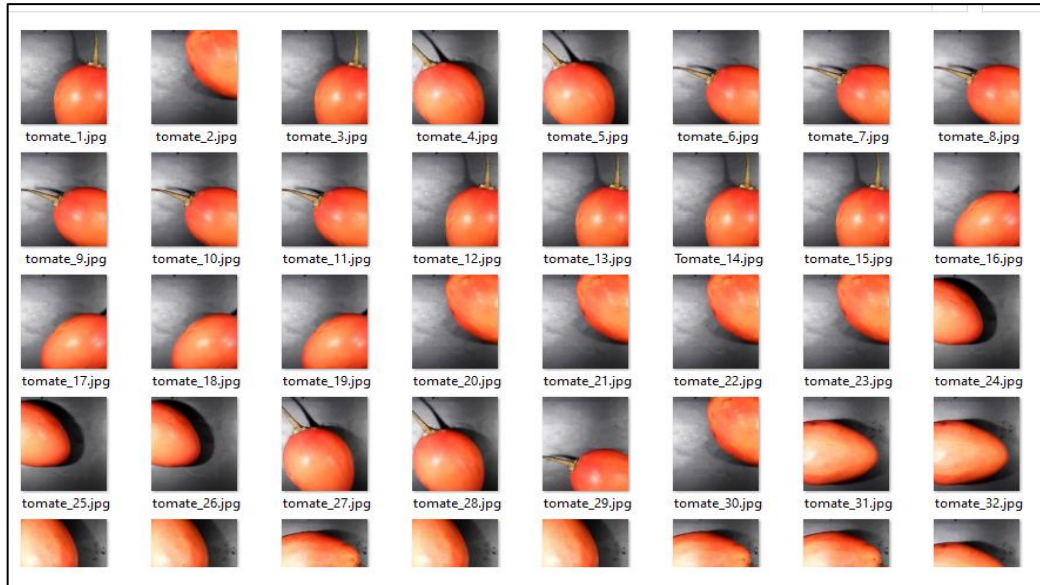 tomate_1.jpg tomate_2.jpg tomate_3.jpg tomate_4.jpg tomate_5.jpg tomate_6.jpg tomate_7.jpg tomate_8.jpg
tomate_9.jpg tomate_10.jpg tomate_11.jpg tomate_12.jpg tomate_13.jpg Tomate_14.jpg tomate_15.jpg tomate_16.jpg
tomate_17.jpg tomate_18.jpg tomate_19.jpg tomate_20.jpg tomate_21.jpg tomate_22.jpg tomate_23.jpg tomate_24.jpg
tomate_25.jpg tomate_26.jpg tomate_27.jpg tomate_28.jpg tomate_29.jpg tomate_30.jpg tomate_31.jpg tomate_32.jpg